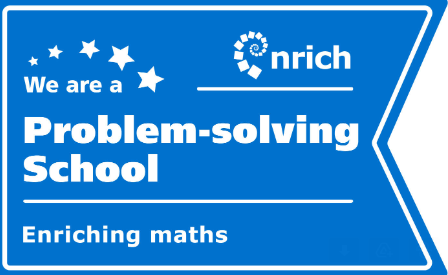 We are a
nrich
Problem-solving
School
Enriching maths